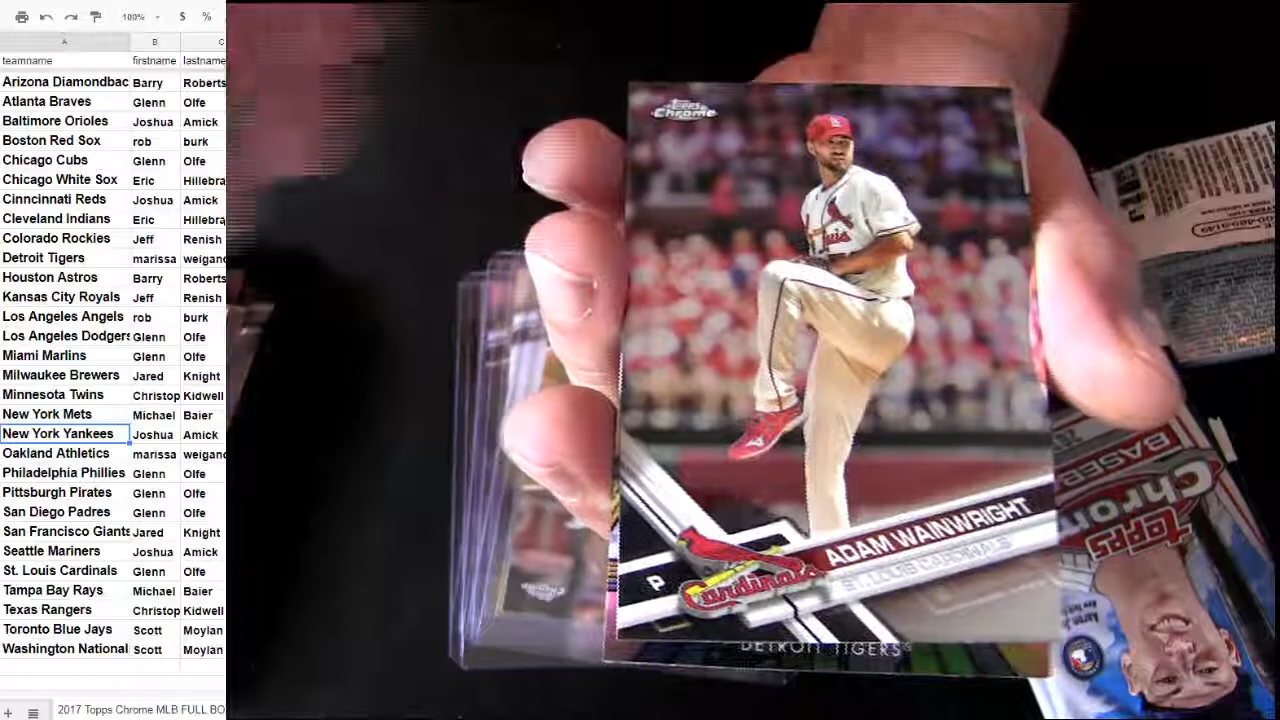 100%
$ %
A B C
teamname firstname lastname
Arizona Diamondbac Barry Roberts
Atlanta Braves Glenn Olfe
Baltimore Orioles Joshua Amick
Boston Red Sox rob burk
Chicago Cubs Glenn Olfe
Chicago White Sox Eric Hillebra
Cinncinati Reds Joshua Amick
Cleveland Indians Eric Hillebra
Colorado Rockies Jeff Renish
Detroit Tigers marissa weigand
Houston Astros Barry Roberts
Kansas City Royals Jeff Renish
Los Angeles Angels rob burk
Los Angeles Dodgers Glenn Olfe
Miami Marlins Glenn Olfe
Milwaukee Brewers Jared Knight
Minnesota Twins Christop Kidwell
New York Mets Michael Baier
New York Yankees Joshua Amick
Oakland Athletics marissa weigand
Philadelphia Phillies Glenn Olfe
Pittsburgh Pirates Glenn Olfe
San Diego Padres Glenn Olfe
San Francisco Giants Jared Knight
Seattle Mariners Joshua Amick
St. Louis Cardinals Glenn Olfe
Tampa Bay Rays Michael Baier
Texas Rangers Christop Kidwell
Toronto Blue Jays Scott Moylan
Washington National Scott Moylan
2017 Topps Chrome MLB FULL BO
Topps Chrome
Cardinals
P
Cardinals
ADAM WAINWRIGHT
ST. LOUIS CARDINALS
DETROIT TIGERS
BASEB
Chrom
topps